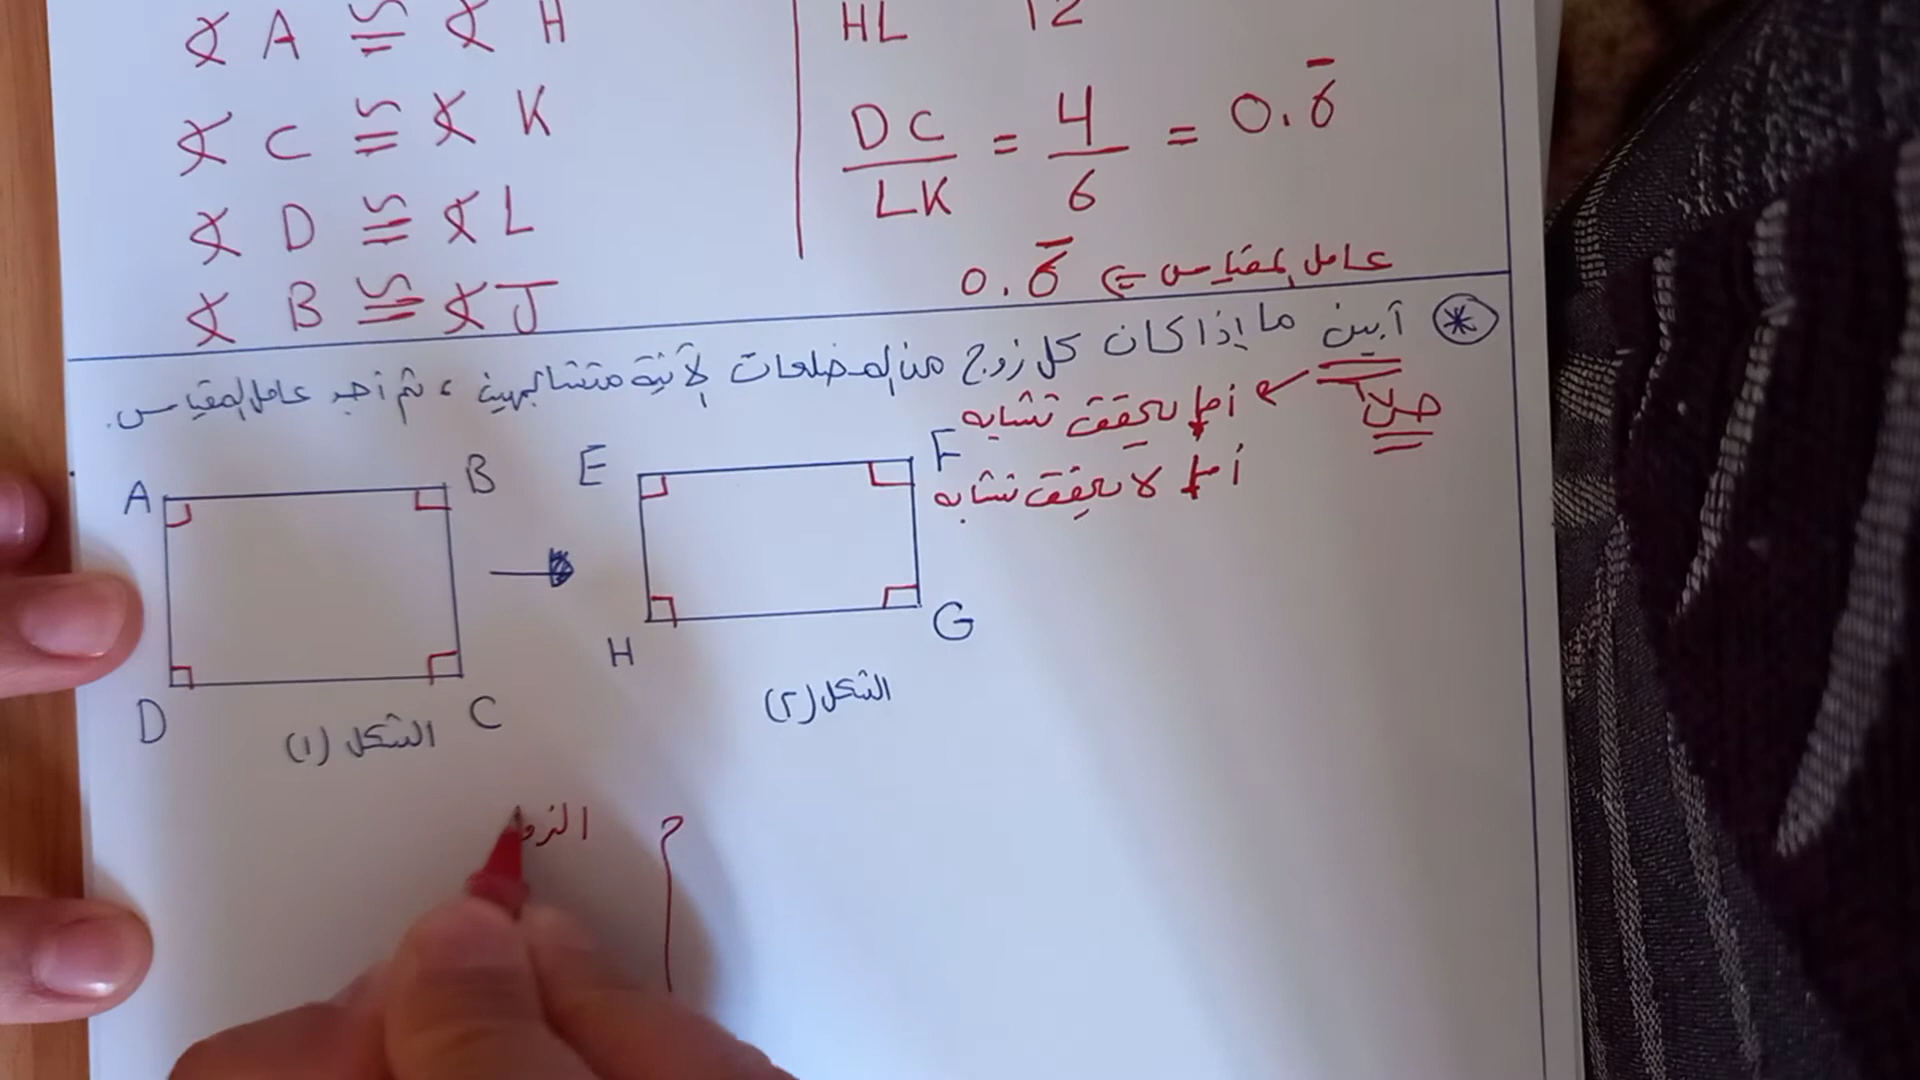 ∢ A ≅ ∢ H
∢ C ≅ ∢ K
∢ D ≅ ∢ L
∢ B ≅ ∢ J
HL 12
DC/LK = 4/6 = 0.6̄
عامل المقياس ⇐ 0.6̄
* أبين ما إذا كان كل زوج من المضلعات الآتية متشابهين، ثم أجد عامل المقياس.
أما يحقق تشابه
أما لا يحقق تشابه
A B
D C
الشكل (١)
E F
H G
الشكل (٢)
الزو